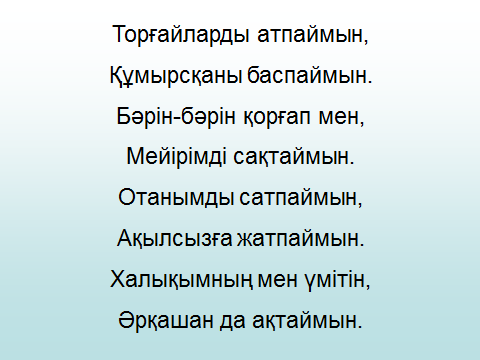 Торғайларды атпаймын,
Құмырсқаны баспаймын.
Бәрін-бәрін қорғап мен,
Мейірімді сақтаймын.
Отанымды сатпаймын,
Ақылсызға жатпаймын.
Халықымның мен үмітін,
Әрқашан да ақтаймын.